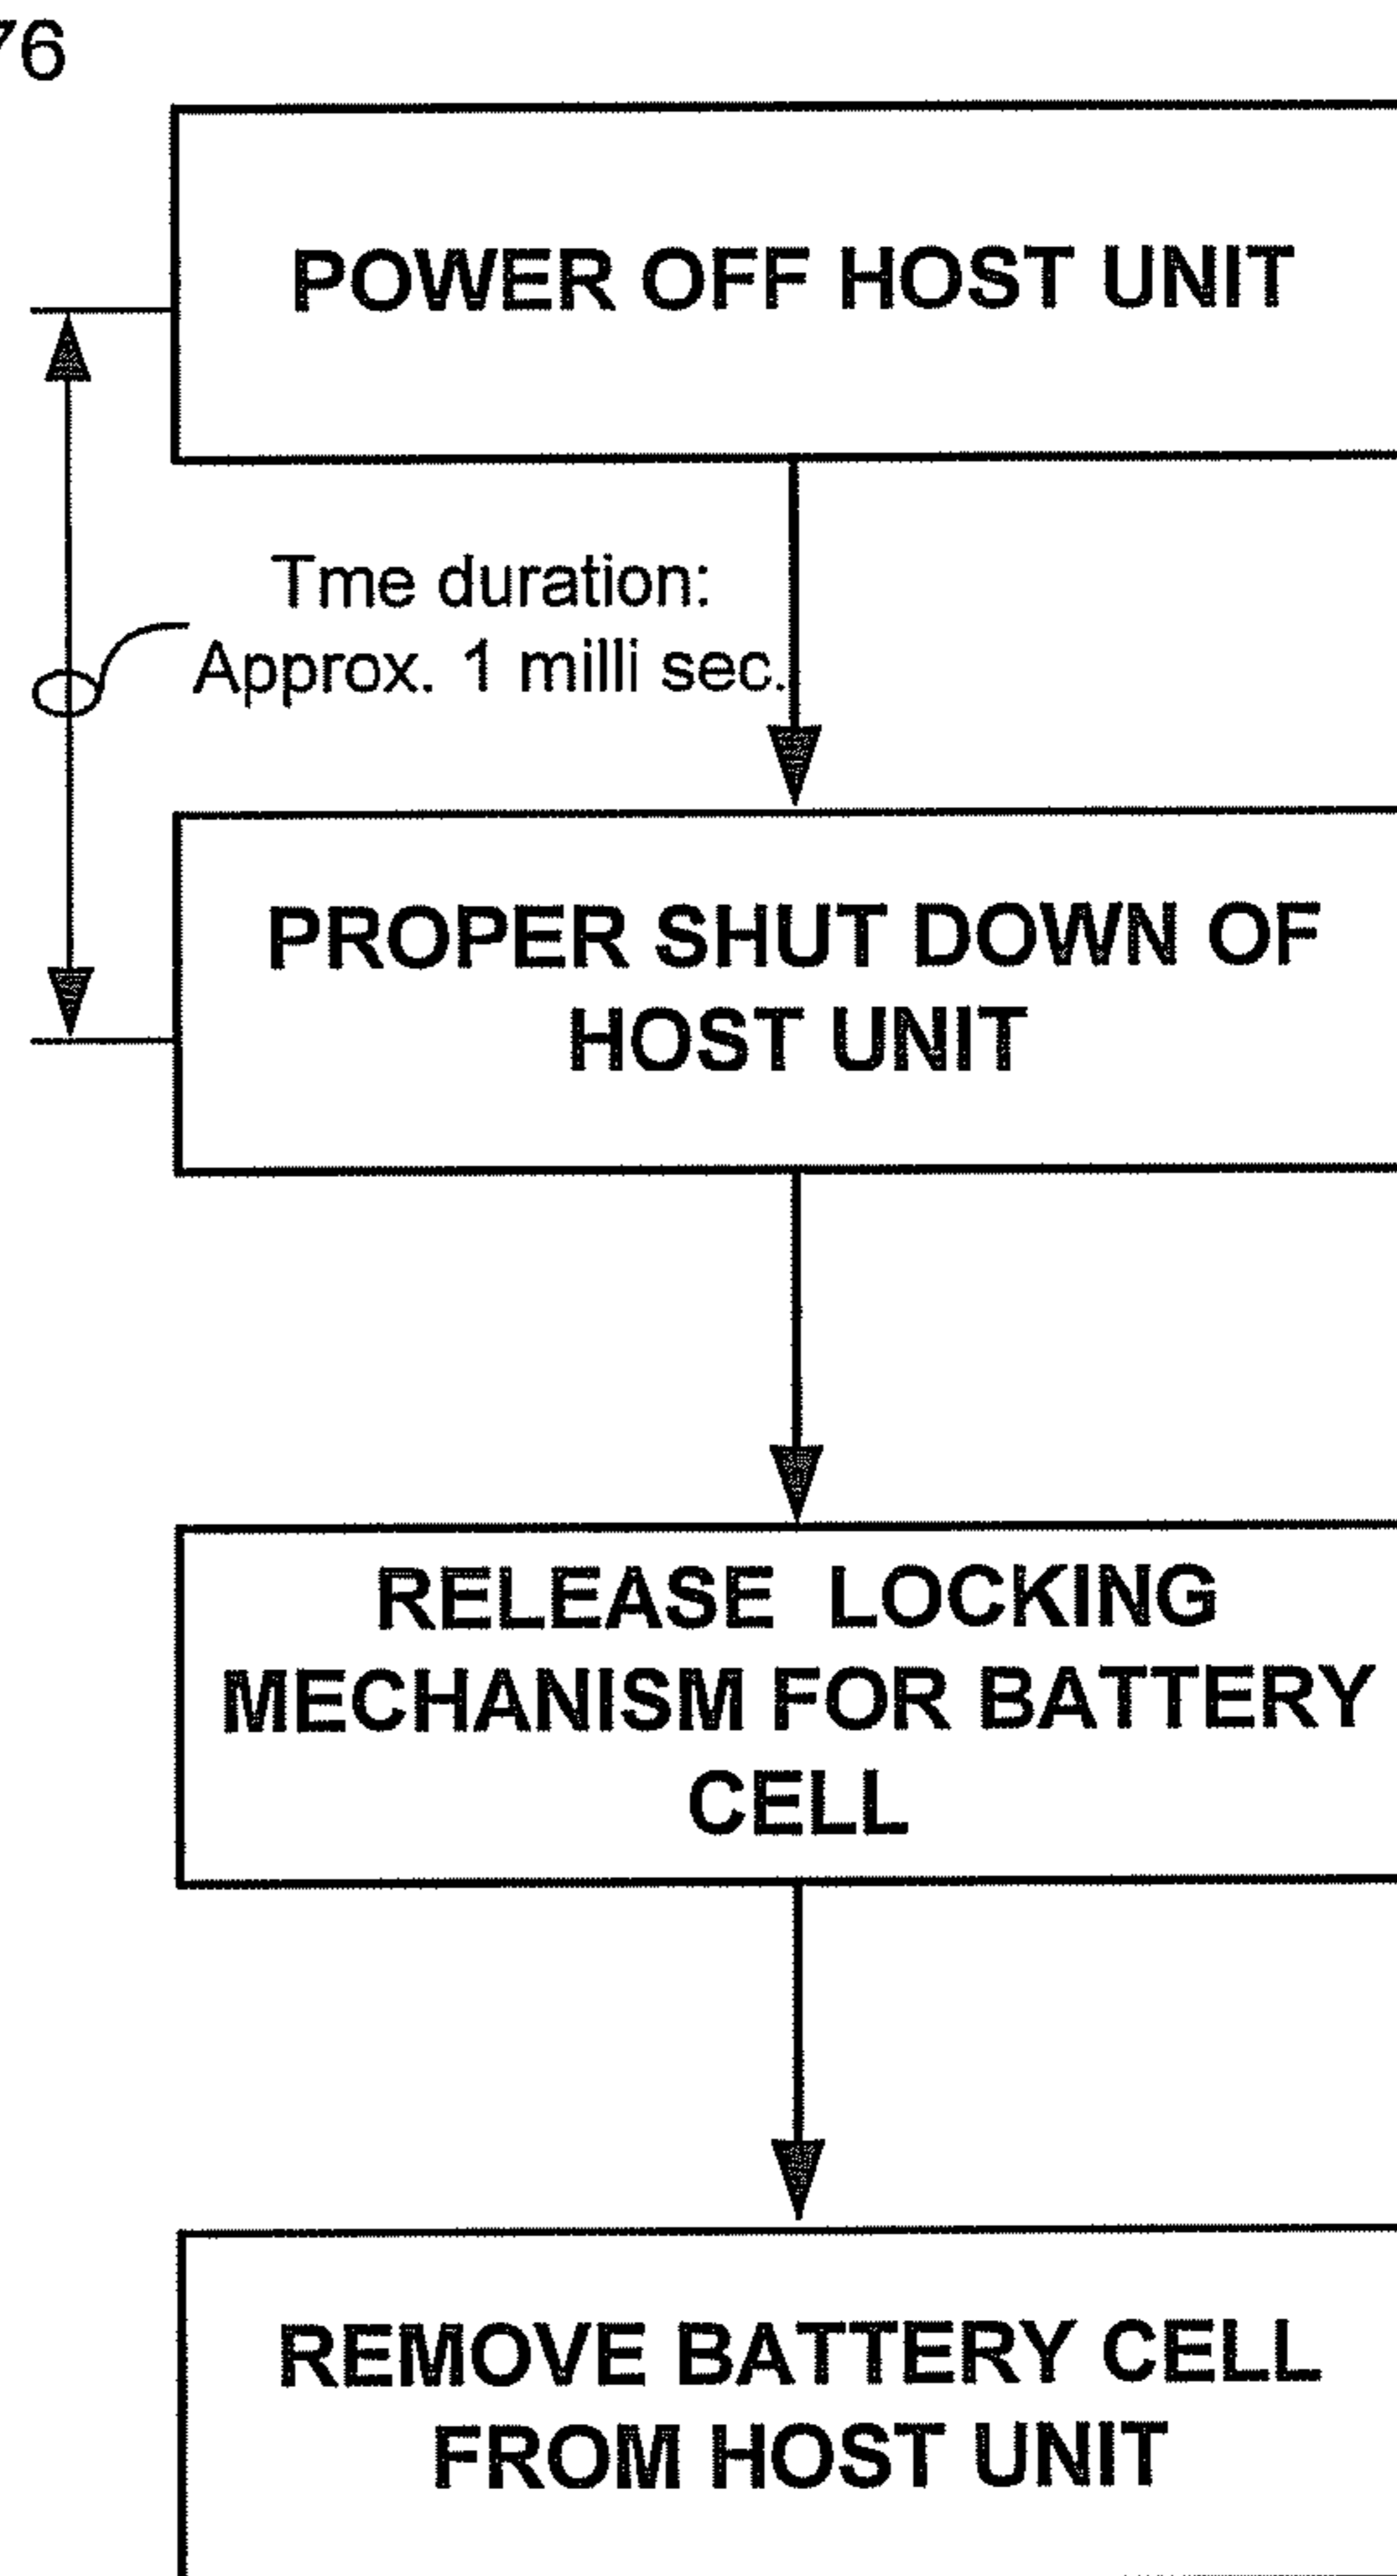 76
POWER OFF HOST UNIT
Tme duration:
Approx. 1 milli sec.
PROPER SHUT DOWN OF
HOST UNIT
RELEASE LOCKING
MECHANISM FOR BATTERY
CELL
REMOVE BATTERY CELL
FROM HOST UNIT